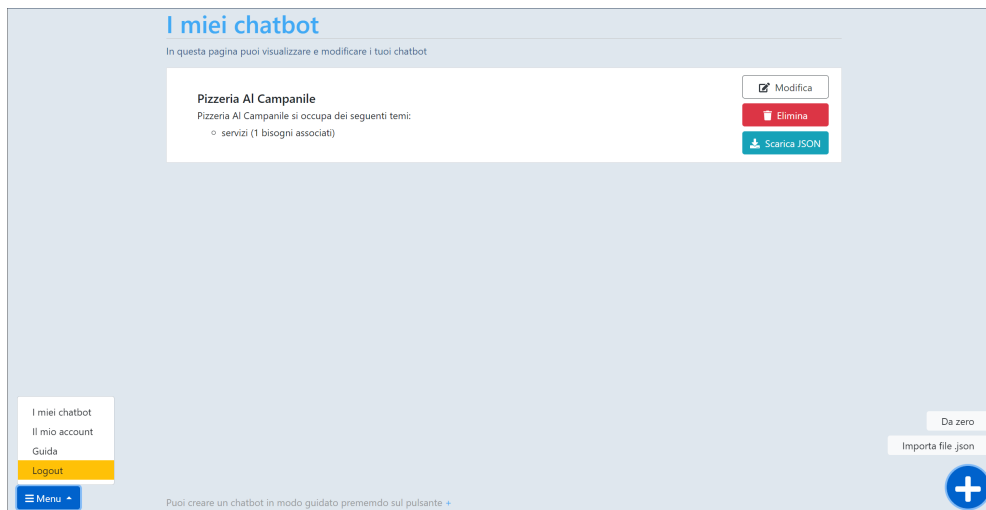 I miei chatbot
In questa pagina puoi visualizzare e modificare i tuoi chatbot
Pizzeria Al Campanile
Pizzeria Al Campanile si occupa dei seguenti temi:
servizi (1 bisogni associati)
Modifica
Elimina
Scarica JSON
I miei chatbot
Il mio account
Guida
Logout
Menu
Da zero
Importa file .json
Puoi creare un chatbot in modo guidato prememdo sul pulsante +